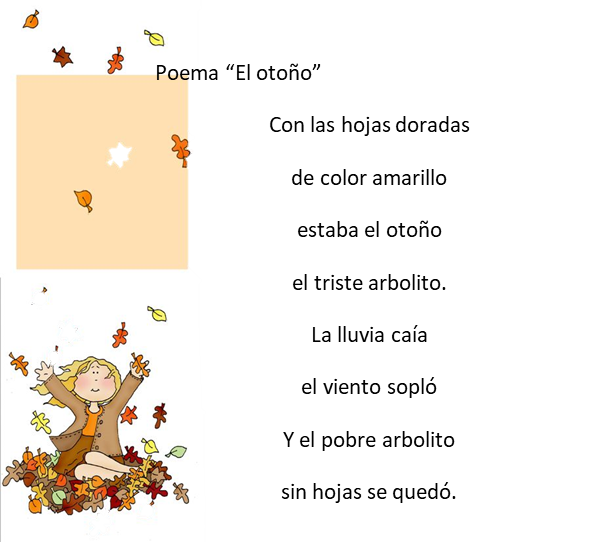 Poema “El otoño”
Con las hojas doradas
de color amarillo
estaba el otoño
el triste arbolito.
La lluvia caía
el viento sopló
Y el pobre arbolito
sin hojas se quedó.